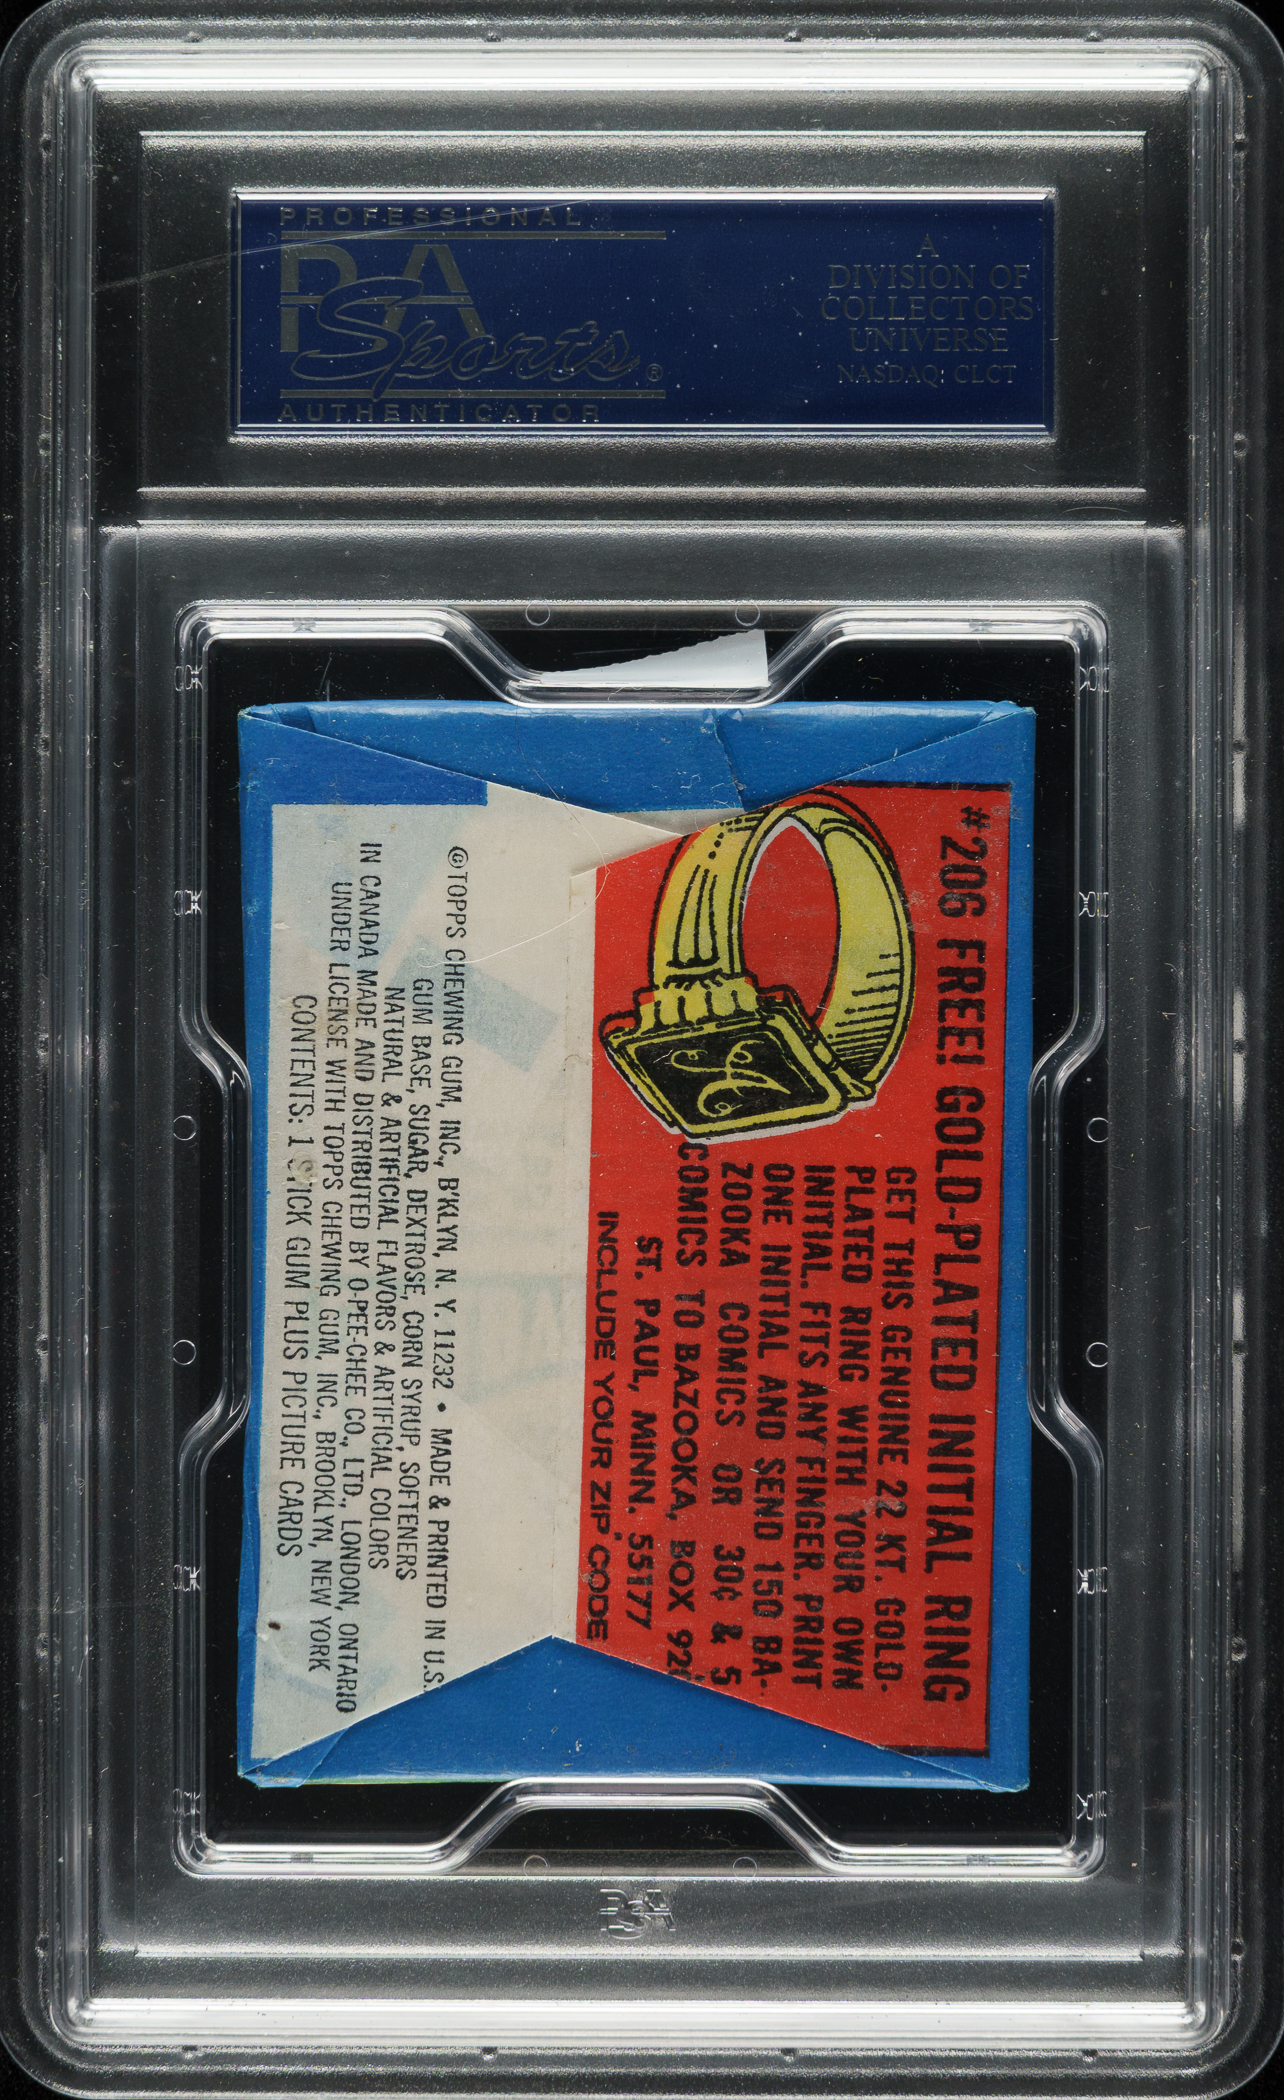 PROFESSIONAL
PSA
Sports®
AUTHENTICATOR
A
DIVISION OF
COLLECTORS
UNIVERSE
NASDAQ: CLCT
#206 FREE! GOLD-PLATED INITIAL RING
GET THIS GENUINE 22 KT. GOLD-
PLATED RING WITH YOUR OWN
INITIAL. FITS ANY FINGER. PRINT
ONE INITIAL AND SEND 150 BA-
ZOOKA COMICS OR 30¢ & 5
COMICS TO BAZOOKA, BOX
ST. PAUL, MINN. 55177
INCLUDE YOUR ZIP CODE
©TOPPS CHEWING GUM, INC., B'KLYN, N. Y. 11232 • MADE & PRINTED IN U.S.
GUM BASE, SUGAR, DEXTROSE, CORN SYRUP, SOFTENERS
NATURAL & ARTIFICIAL FLAVORS & ARTIFICIAL COLORS
IN CANADA MADE AND DISTRIBUTED BY O-PEE-CHEE CO., LTD., LONDON, ONTARIO
UNDER LICENSE WITH TOPPS CHEWING GUM, INC., BROOKLYN, NEW YORK
CONTENTS: 1 STICK GUM PLUS PICTURE CARDS
PSA